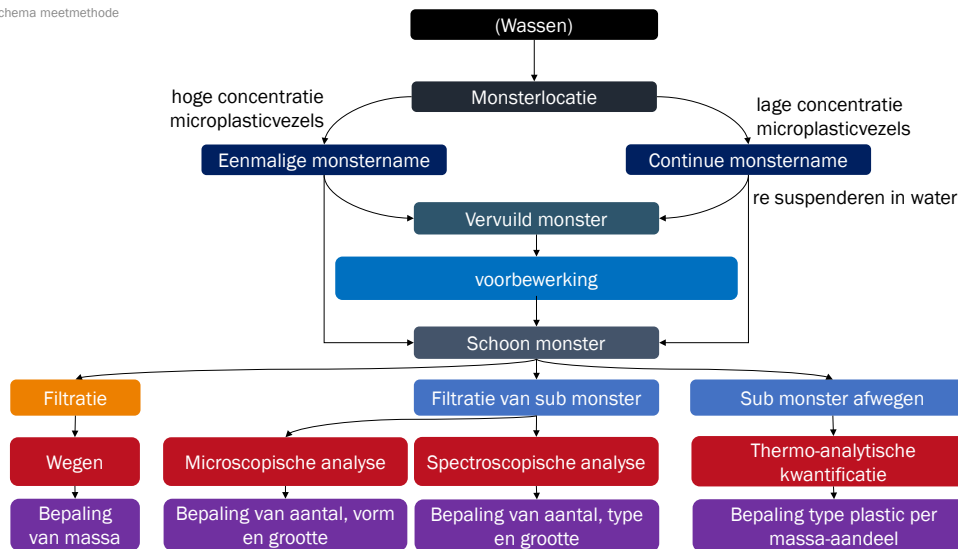 chema meetmethode
(Wassen)
Monsterlocatie
hoge concentratie
microplasticvezels
lage concentratie
microplasticvezels
Eenmalige monstername
Continue monstername
re suspenderen in water
Vervuild monster
voorbewerking
Schoon monster
Filtratie
Filtratie van sub monster
Sub monster afwegen
Wegen
Microscopische analyse
Spectroscopische analyse
Thermo-analytische
kwantificatie
Bepaling
van massa
Bepaling van aantal, vorm
en grootte
Bepaling van aantal, type
en grootte
Bepaling type plastic per
massa-aandeel